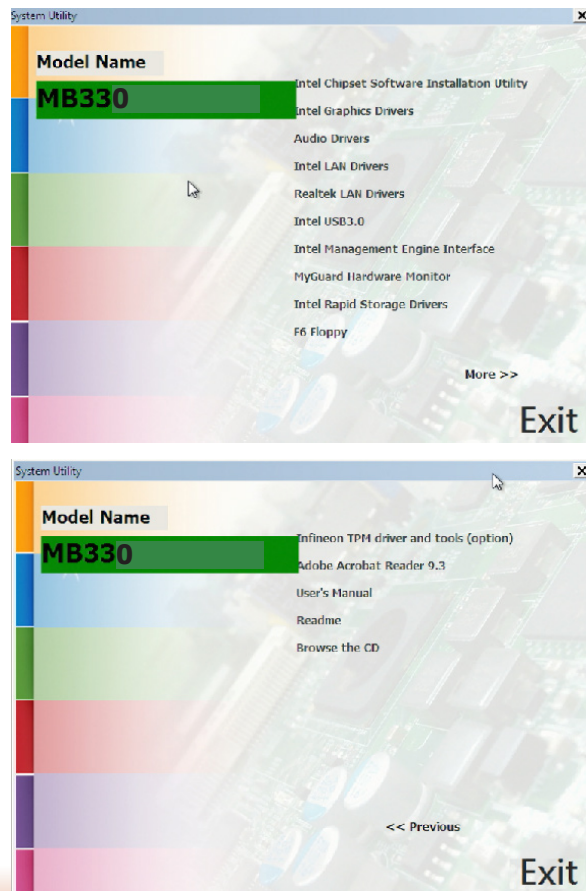 System Utility
Model Name
MB330
Intel Chipset Software Installation Utility
Intel Graphics Drivers
Audio Drivers
Intel LAN Drivers
Realtek LAN Drivers
Intel USB3.0
Intel Management Engine Interface
MyGuard Hardware Monitor
Intel Rapid Storage Drivers
F6 Floppy
More >>
Exit
System Utility
Model Name
MB330
Infineon TPM driver and tools (option)
Adobe Acrobat Reader 9.3
User's Manual
Readme
Browse the CD
<< Previous
Exit